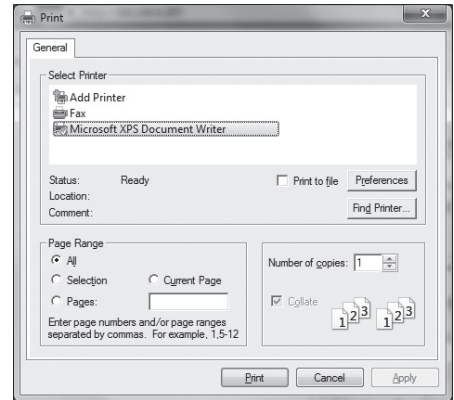 Print
General
Select Printer
Add Printer
Fax
Microsoft XPS Document Writer
Status: Ready
Location:
Comment:
Print to file
Preferences
Find Printer...
Page Range
All
Selection
Current Page
Pages:
Enter page numbers and/or page ranges
separated by commas. For example, 1,5-12
Number of copies: 1
Collate
1 2 3 1 2 3
Print Cancel Apply